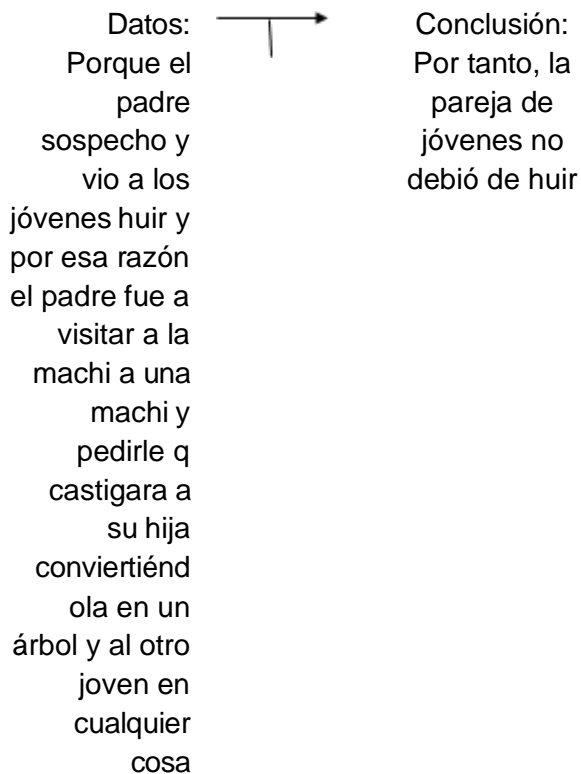 Datos:
Porque el
padre
sospecho y
vio a los
jóvenes huir y
por esa razón
el padre fue a
visitar a la
machi a una
machi y
pedirle q
castigara a
su hija
conviertiénd
ola en un
árbol y al otro
joven en
cualquier
cosa
Conclusión:
Por tanto, la
pareja de
jóvenes no
debió de huir